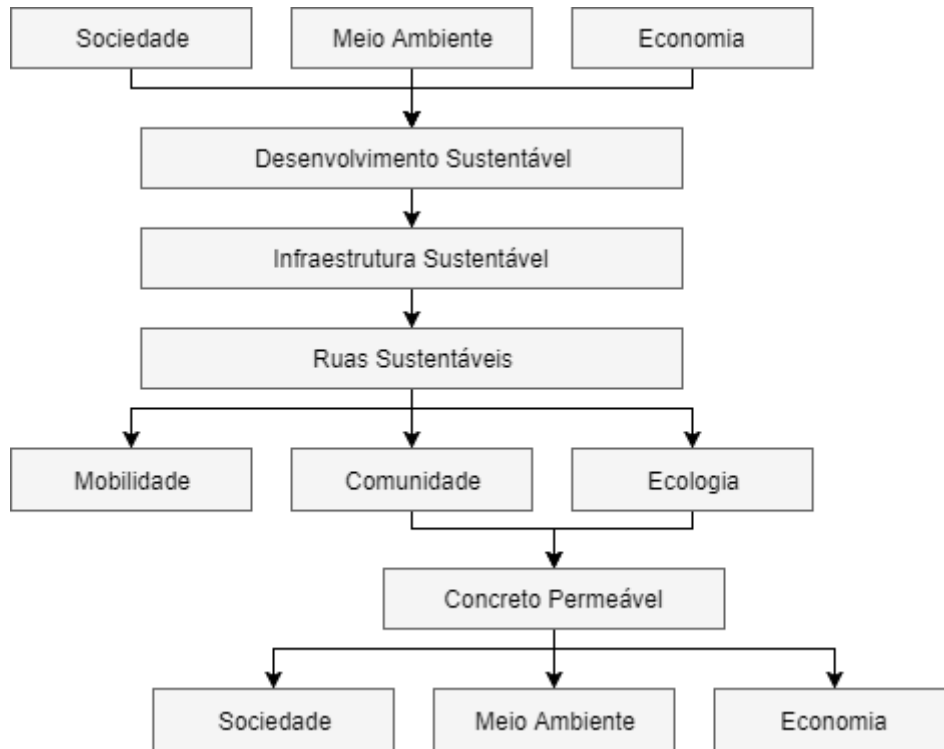 Sociedade
Meio Ambiente
Economia
Desenvolvimento Sustentável
Infraestrutura Sustentável
Ruas Sustentáveis
Mobilidade
Comunidade
Ecologia
Concreto Permeável
Sociedade
Meio Ambiente
Economia